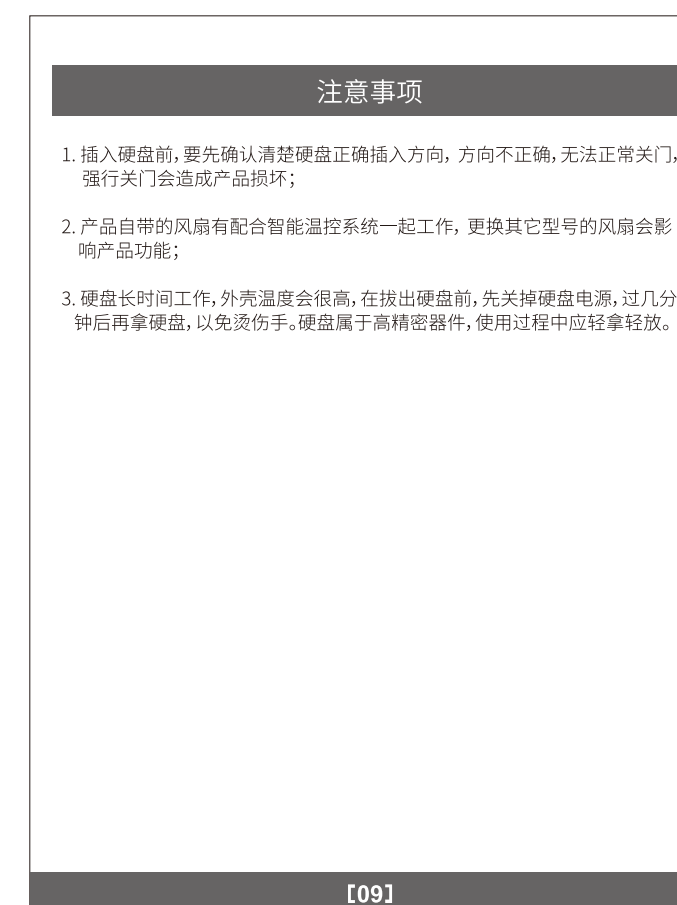 注意事项
1. 插入硬盘前，要先确认清楚硬盘正确插入方向，方向不正确，无法正常关门，
强行关门会造成产品损坏；
2. 产品自带的风扇有配合智能温控系统一起工作，更换其它型号的风扇会影
响产品功能；
3. 硬盘长时间工作，外壳温度会很高，在拔出硬盘前，先关掉硬盘电源，过几分
钟后再拿硬盘，以免烫伤手。硬盘属于高精密器件，使用过程中应轻拿轻放。
【09】